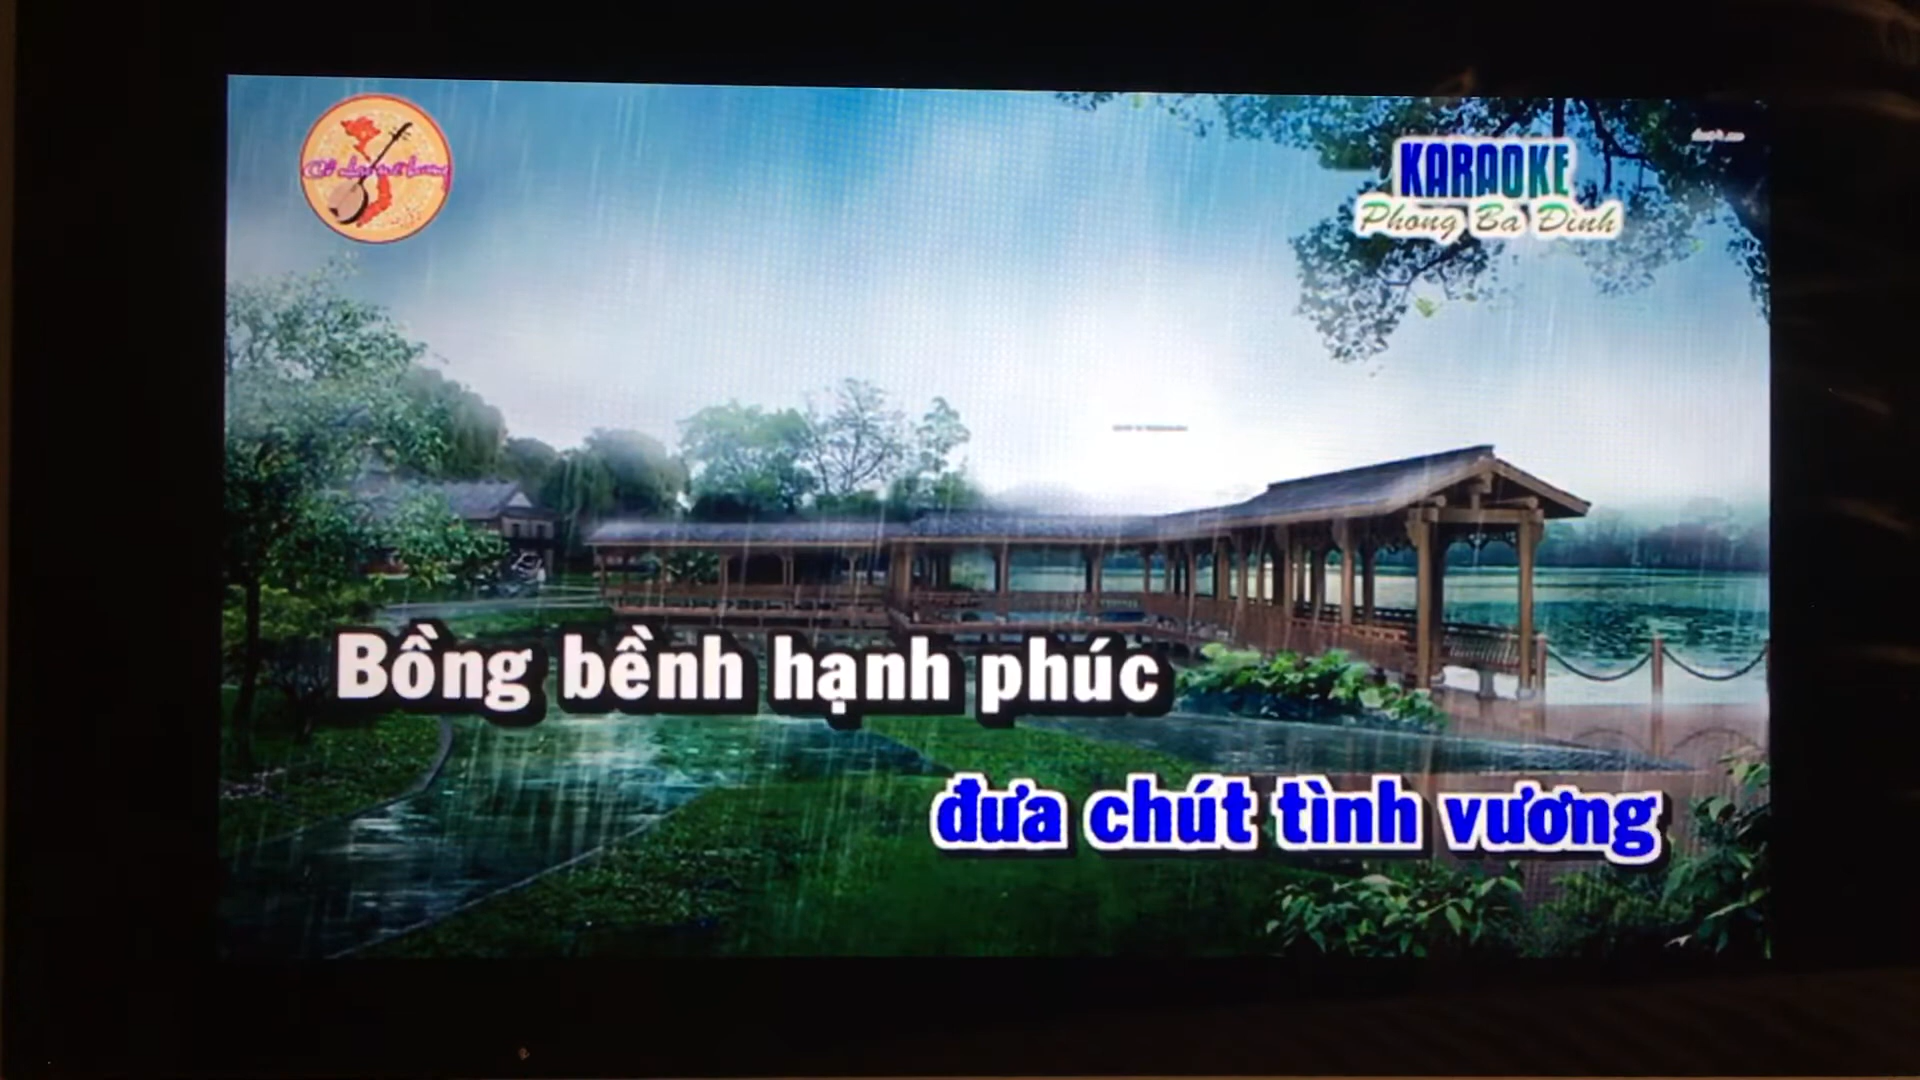 KARAOKE
Phong Ba Đình
Bồng bềnh hạnh phúc
đưa chút tình vương